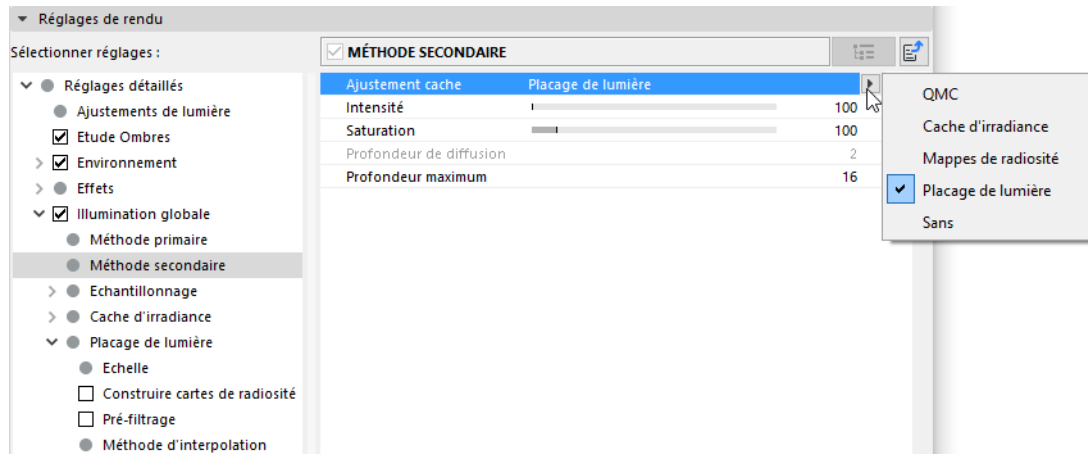 Réglages de rendu
Sélectionner réglages :
MÉTHODE SECONDAIRE
Réglages détaillés
Ajustements de lumière
Etude Ombres
Environnement
Effets
Illumination globale
Méthode primaire
Méthode secondaire
Echantillonnage
Cache d'irradiance
Placage de lumière
Echelle
Construire cartes de radiosité
Pré-filtrage
Méthode d'interpolation
Ajustement cache Placage de lumière
Intensité 100
Saturation 100
Profondeur de diffusion 2
Profondeur maximum 16
QMC
Cache d'irradiance
Mappes de radiosité
Placage de lumière
Sans